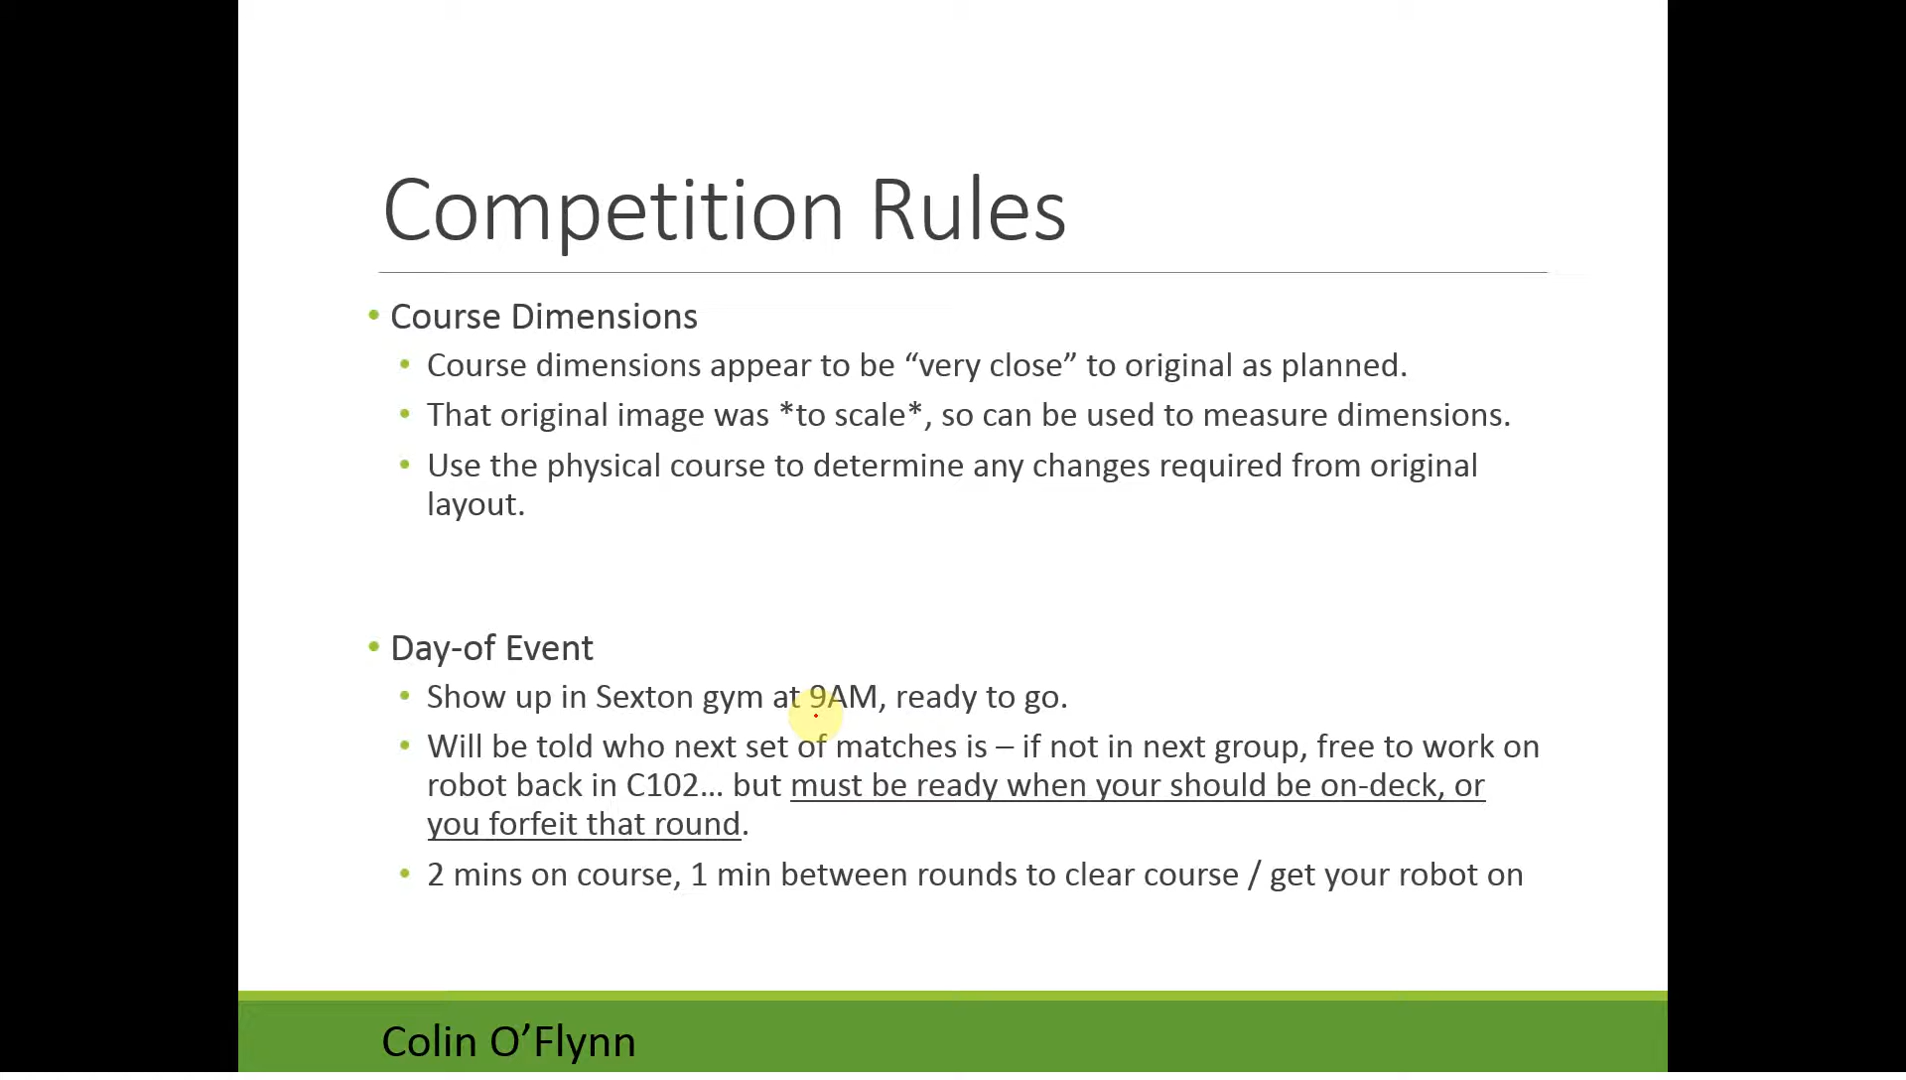 Competition Rules
• Course Dimensions
• Course dimensions appear to be “very close” to original as planned.
• That original image was *to scale*, so can be used to measure dimensions.
• Use the physical course to determine any changes required from original
layout.
• Day-of Event
• Show up in Sexton gym at 9AM, ready to go.
• Will be told who next set of matches is – if not in next group, free to work on
robot back in C102… but must be ready when your should be on-deck, or
you forfeit that round.
• 2 mins on course, 1 min between rounds to clear course / get your robot on
Colin O’Flynn